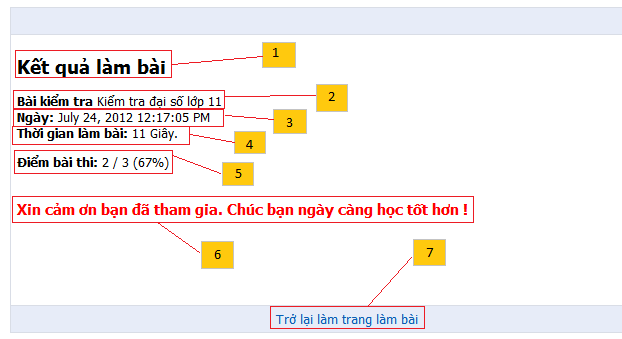 Kết quả làm bài
1
Bài kiểm tra Kiểm tra đại số lớp 11
2
Ngày: July 24, 2012 12:17:05 PM
3
Thời gian làm bài: 11 Giây.
4
Điểm bài thi: 2 / 3 (67%)
5
Xin cảm ơn bạn đã tham gia. Chúc bạn ngày càng học tốt hơn !
6
7
Trở lại làm trang làm bài